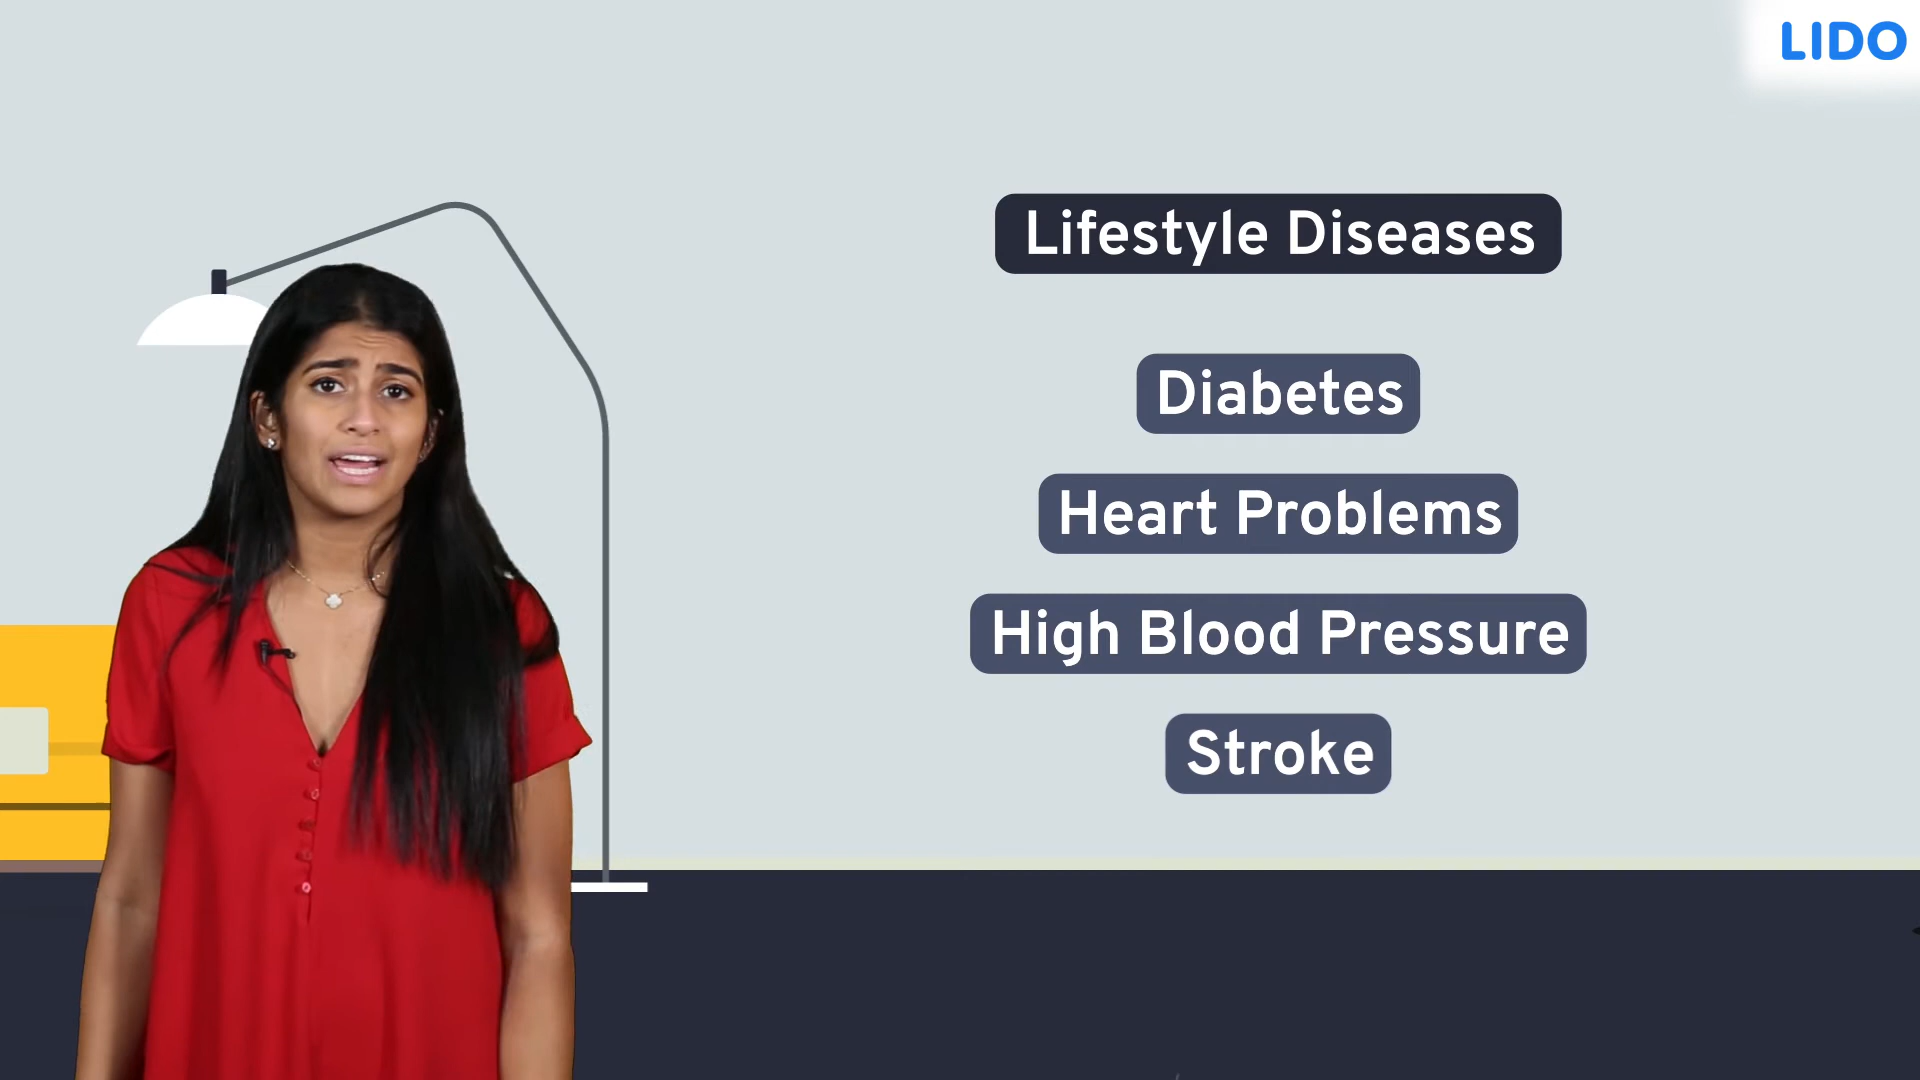 LIDO
Lifestyle Diseases
Diabetes
Heart Problems
High Blood Pressure
Stroke